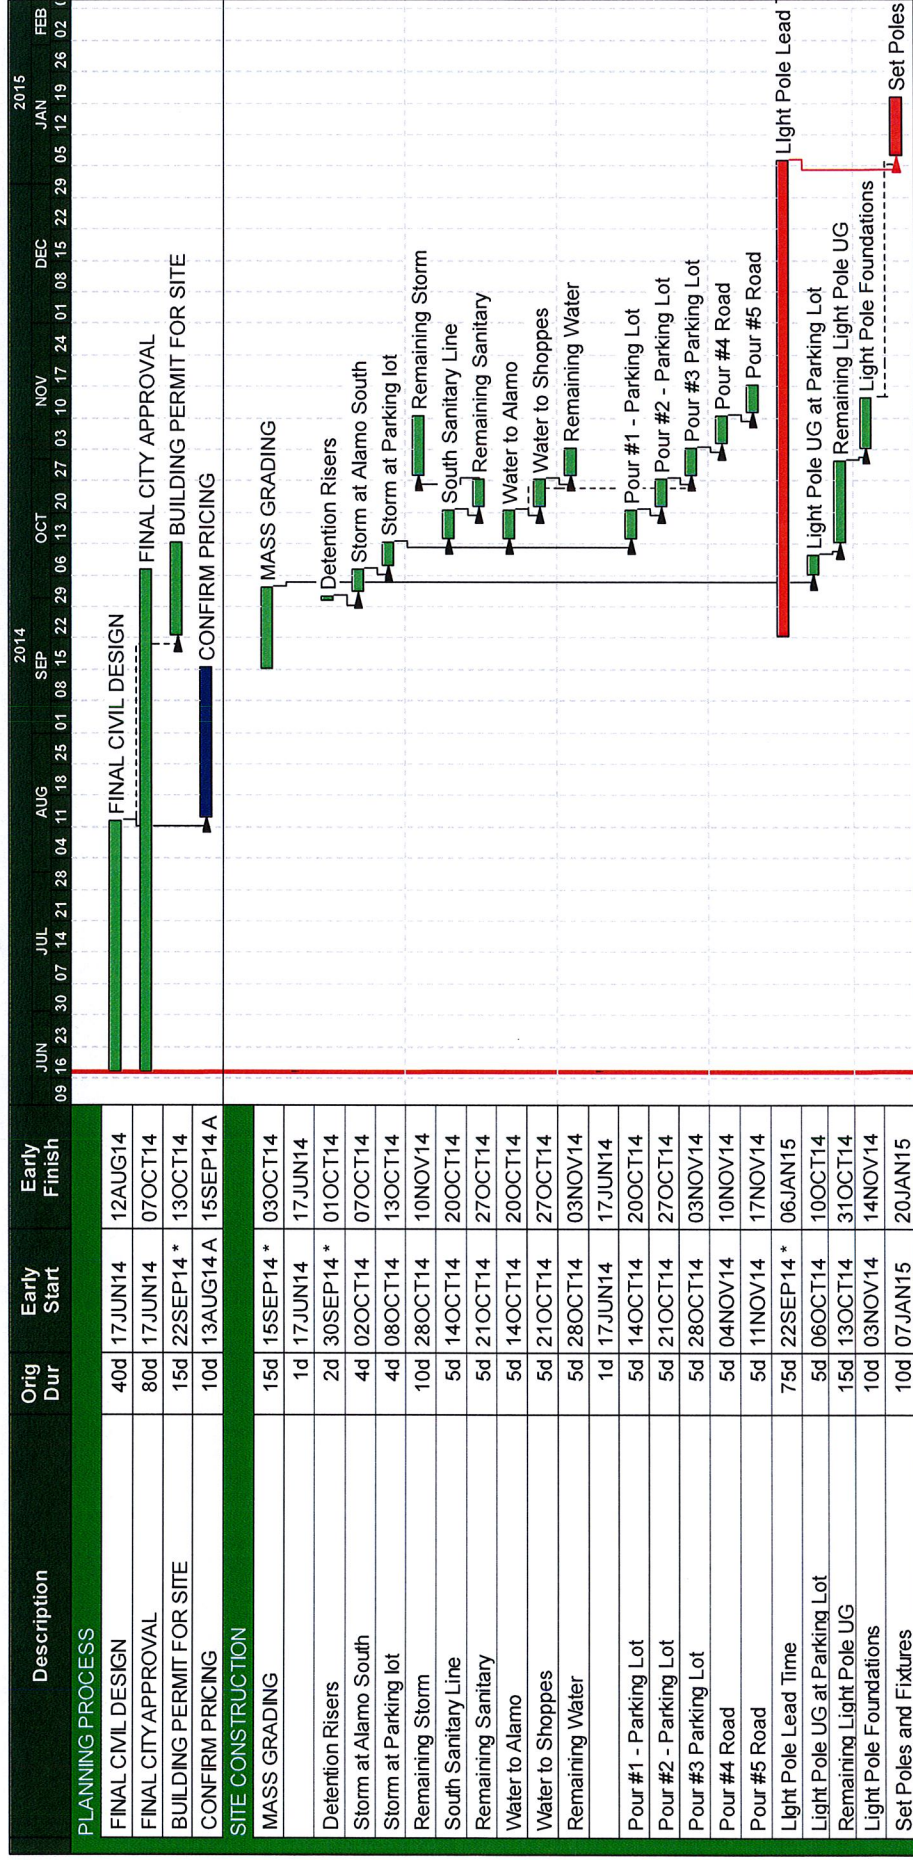 Description Orig Dur Early Start Early Finish
2014 2015
JUN JUL AUG SEP OCT NOV DEC JAN FEB
09 16 23 30 07 14 21 28 04 11 18 25 01 08 15 22 29 06 13 20 27 03 10 17 24 01 08 15 22 29 05 12 19 26 02
PLANNING PROCESS
FINAL CIVIL DESIGN 40d 17JUN14 12AUG14 FINAL CIVIL DESIGN
FINAL CITY APPROVAL 80d 17JUN14 07OCT14 FINAL CITY APPROVAL
BUILDING PERMIT FOR SITE 15d 22SEP14 * 13OCT14 BUILDING PERMIT FOR SITE
CONFIRM PRICING 10d 13AUG14 A 15SEP14 A CONFIRM PRICING
SITE CONSTRUCTION
MASS GRADING 15d 15SEP14 * 03OCT14 MASS GRADING
1d 17JUN14 17JUN14
Detention Risers 2d 30SEP14 * 01OCT14 Detention Risers
Storm at Alamo South 4d 02OCT14 07OCT14 Storm at Alamo South
Storm at Parking lot 4d 08OCT14 13OCT14 Storm at Parking lot
Remaining Storm 10d 28OCT14 10NOV14 Remaining Storm
South Sanitary Line 5d 14OCT14 20OCT14 South Sanitary Line
Remaining Sanitary 5d 21OCT14 27OCT14 Remaining Sanitary
Water to Alamo 5d 14OCT14 20OCT14 Water to Alamo
Water to Shoppes 5d 21OCT14 27OCT14 Water to Shoppes
Remaining Water 5d 28OCT14 03NOV14 Remaining Water
1d 17JUN14 17JUN14
Pour #1 - Parking Lot 5d 14OCT14 20OCT14 Pour #1 - Parking Lot
Pour #2 - Parking Lot 5d 21OCT14 27OCT14 Pour #2 - Parking Lot
Pour #3 Parking Lot 5d 28OCT14 03NOV14 Pour #3 Parking Lot
Pour #4 Road 5d 04NOV14 10NOV14 Pour #4 Road
Pour #5 Road 5d 11NOV14 17NOV14 Pour #5 Road
LIght Pole Lead Time 75d 22SEP14 * 06JAN15 LIght Pole Lead
Light Pole UG at Parking Lot 5d 06OCT14 10OCT14 Light Pole UG at Parking Lot
Remaining Light Pole UG 15d 13OCT14 31OCT14 Remaining Light Pole UG
Light Pole Foundations 10d 03NOV14 14NOV14 Light Pole Foundations
Set Poles and Fixtures 10d 07JAN15 20JAN15 Set Poles